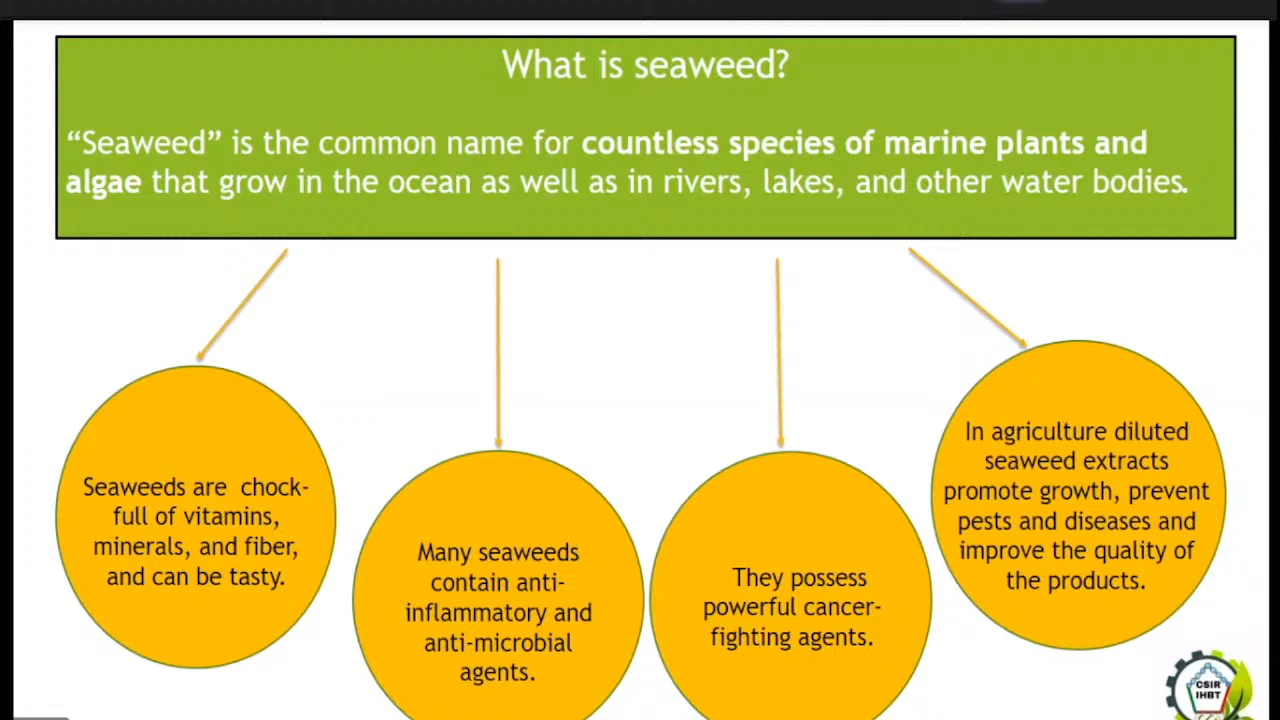 What is seaweed?
“Seaweed” is the common name for countless species of marine plants and
algae that grow in the ocean as well as in rivers, lakes, and other water bodies.
Seaweeds are chock-
full of vitamins,
minerals, and fiber,
and can be tasty.
Many seaweeds
contain anti-
inflammatory and
anti-microbial
agents.
They possess
powerful cancer-
fighting agents.
In agriculture diluted
seaweed extracts
promote growth, prevent
pests and diseases and
improve the quality of
the products.
CSIR
IHBT